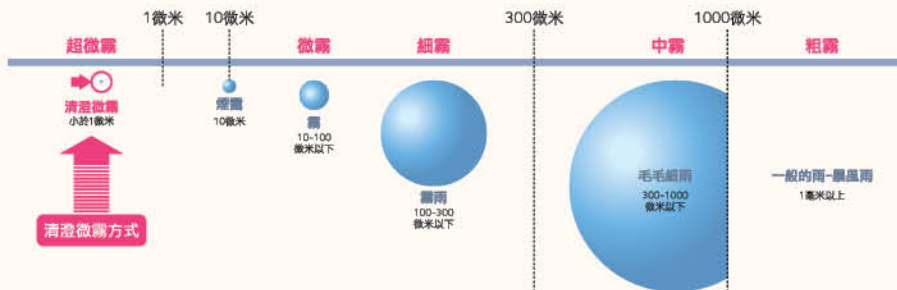 1微米
10微米
300微米
1000微米
超微霧
微霧
細霧
中霧
粗霧
清澄微霧
小於1微米
煙靄
10微米
霧
10-100
微米以下
霧雨
100-300
微米以下
毛毛細雨
300-1000
微米以下
一般的雨-暴風雨
1毫米以上
清澄微霧方式